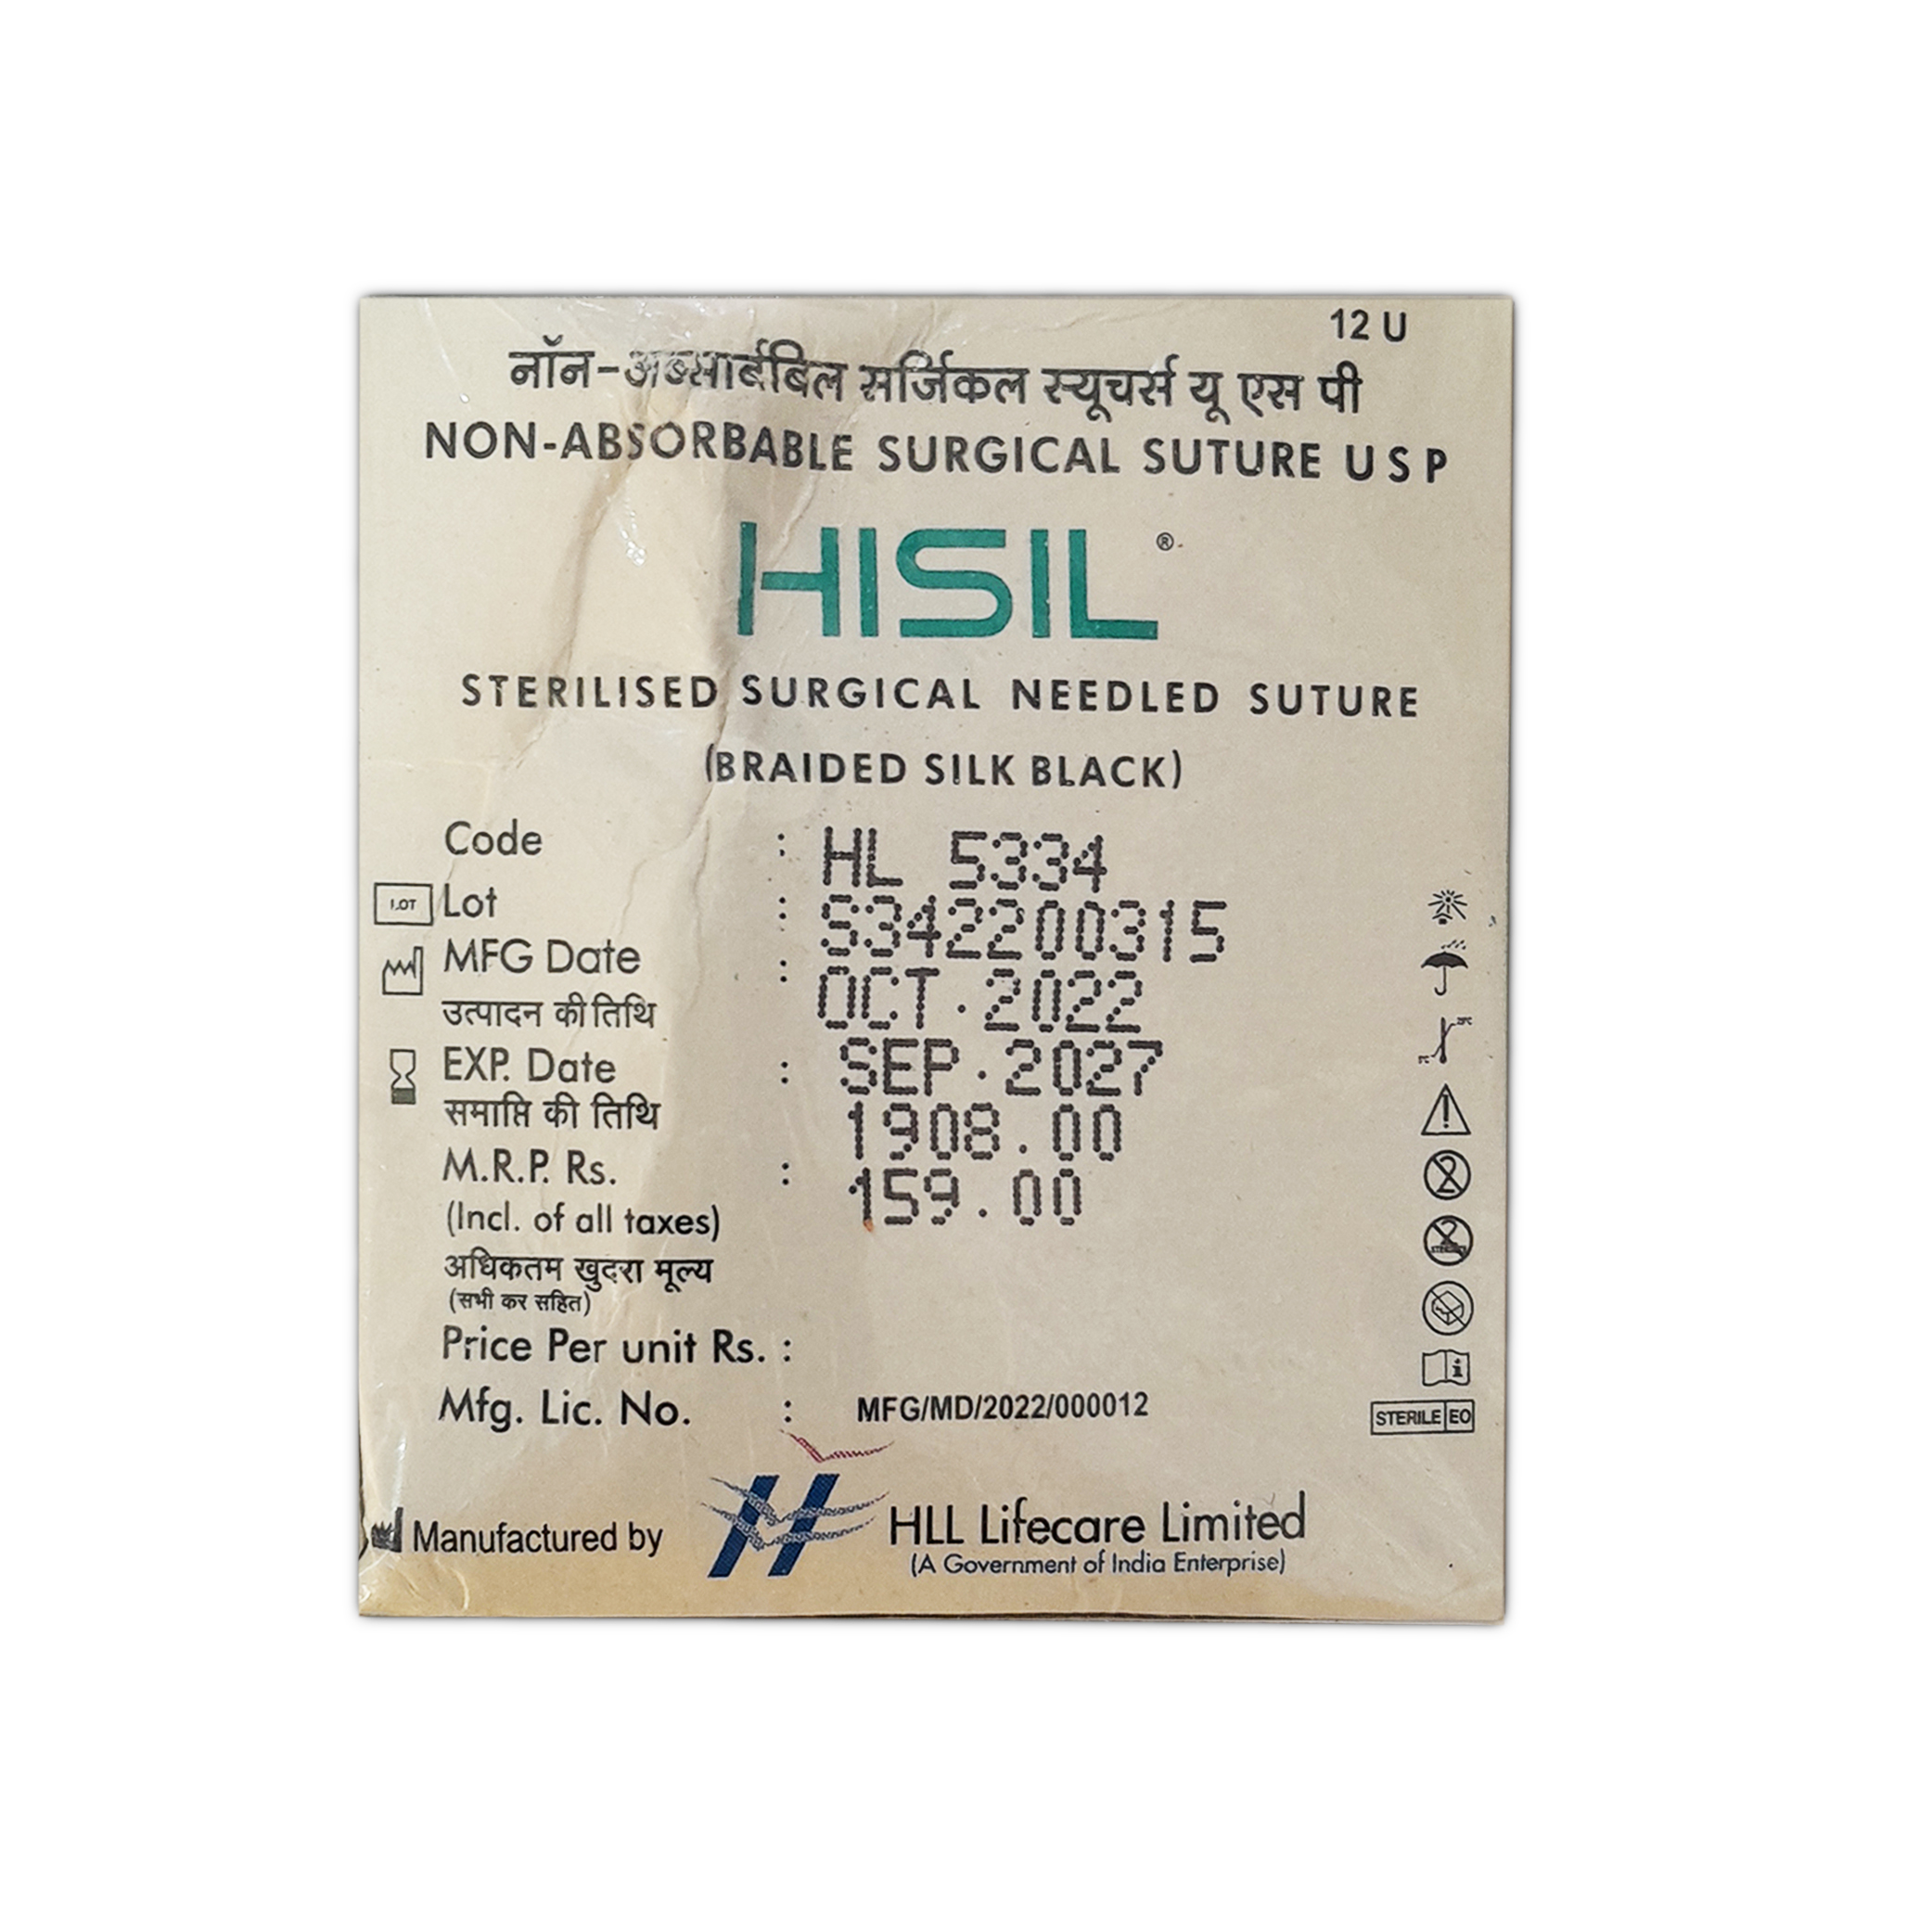 12 U
नॉन-अब्सार्बबिल सर्जिकल स्यूचर्स यू एस पी
NON-ABSORBABLE SURGICAL SUTURE U S P
HISIL ®
STERILISED SURGICAL NEEDLED SUTURE
(BRAIDED SILK BLACK)
Code : HL 5334
LOT Lot : S342200315
MFG Date : OCT.2022
उत्पादन की तिथि
EXP. Date : SEP.2027
समाप्ति की तिथि
M.R.P. Rs. : 1908.00
(Incl. of all taxes) 159.00
अधिकतम खुदरा मूल्य
(सभी कर सहित)
Price Per unit Rs. :
Mfg. Lic. No. : MFG/MD/2022/000012
STERILE EO
Manufactured by HLL Lifecare Limited
(A Government of India Enterprise)